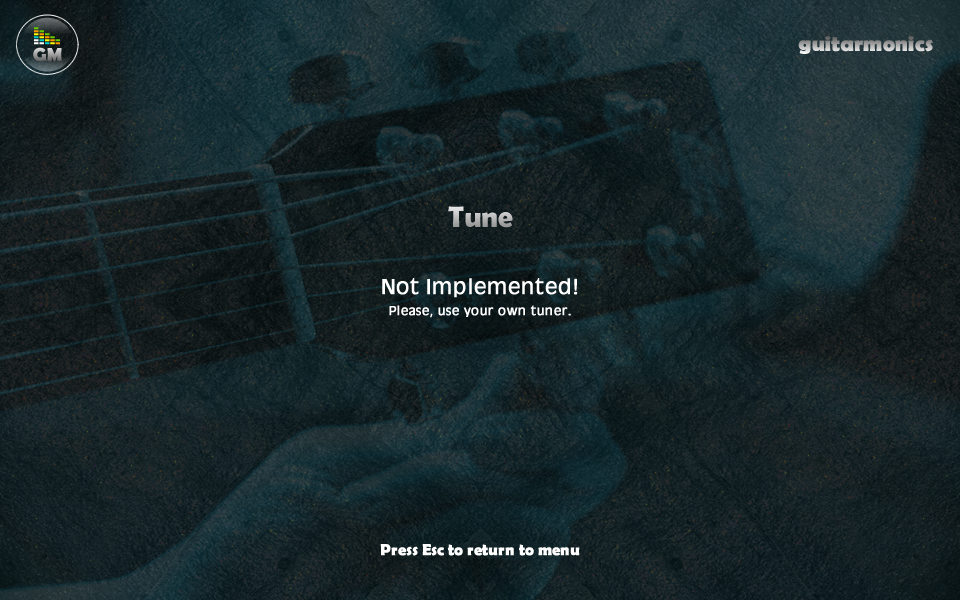 GM
guitarmonics
Tune
Not Implemented!
Please, use your own tuner.
Press Esc to return to menu